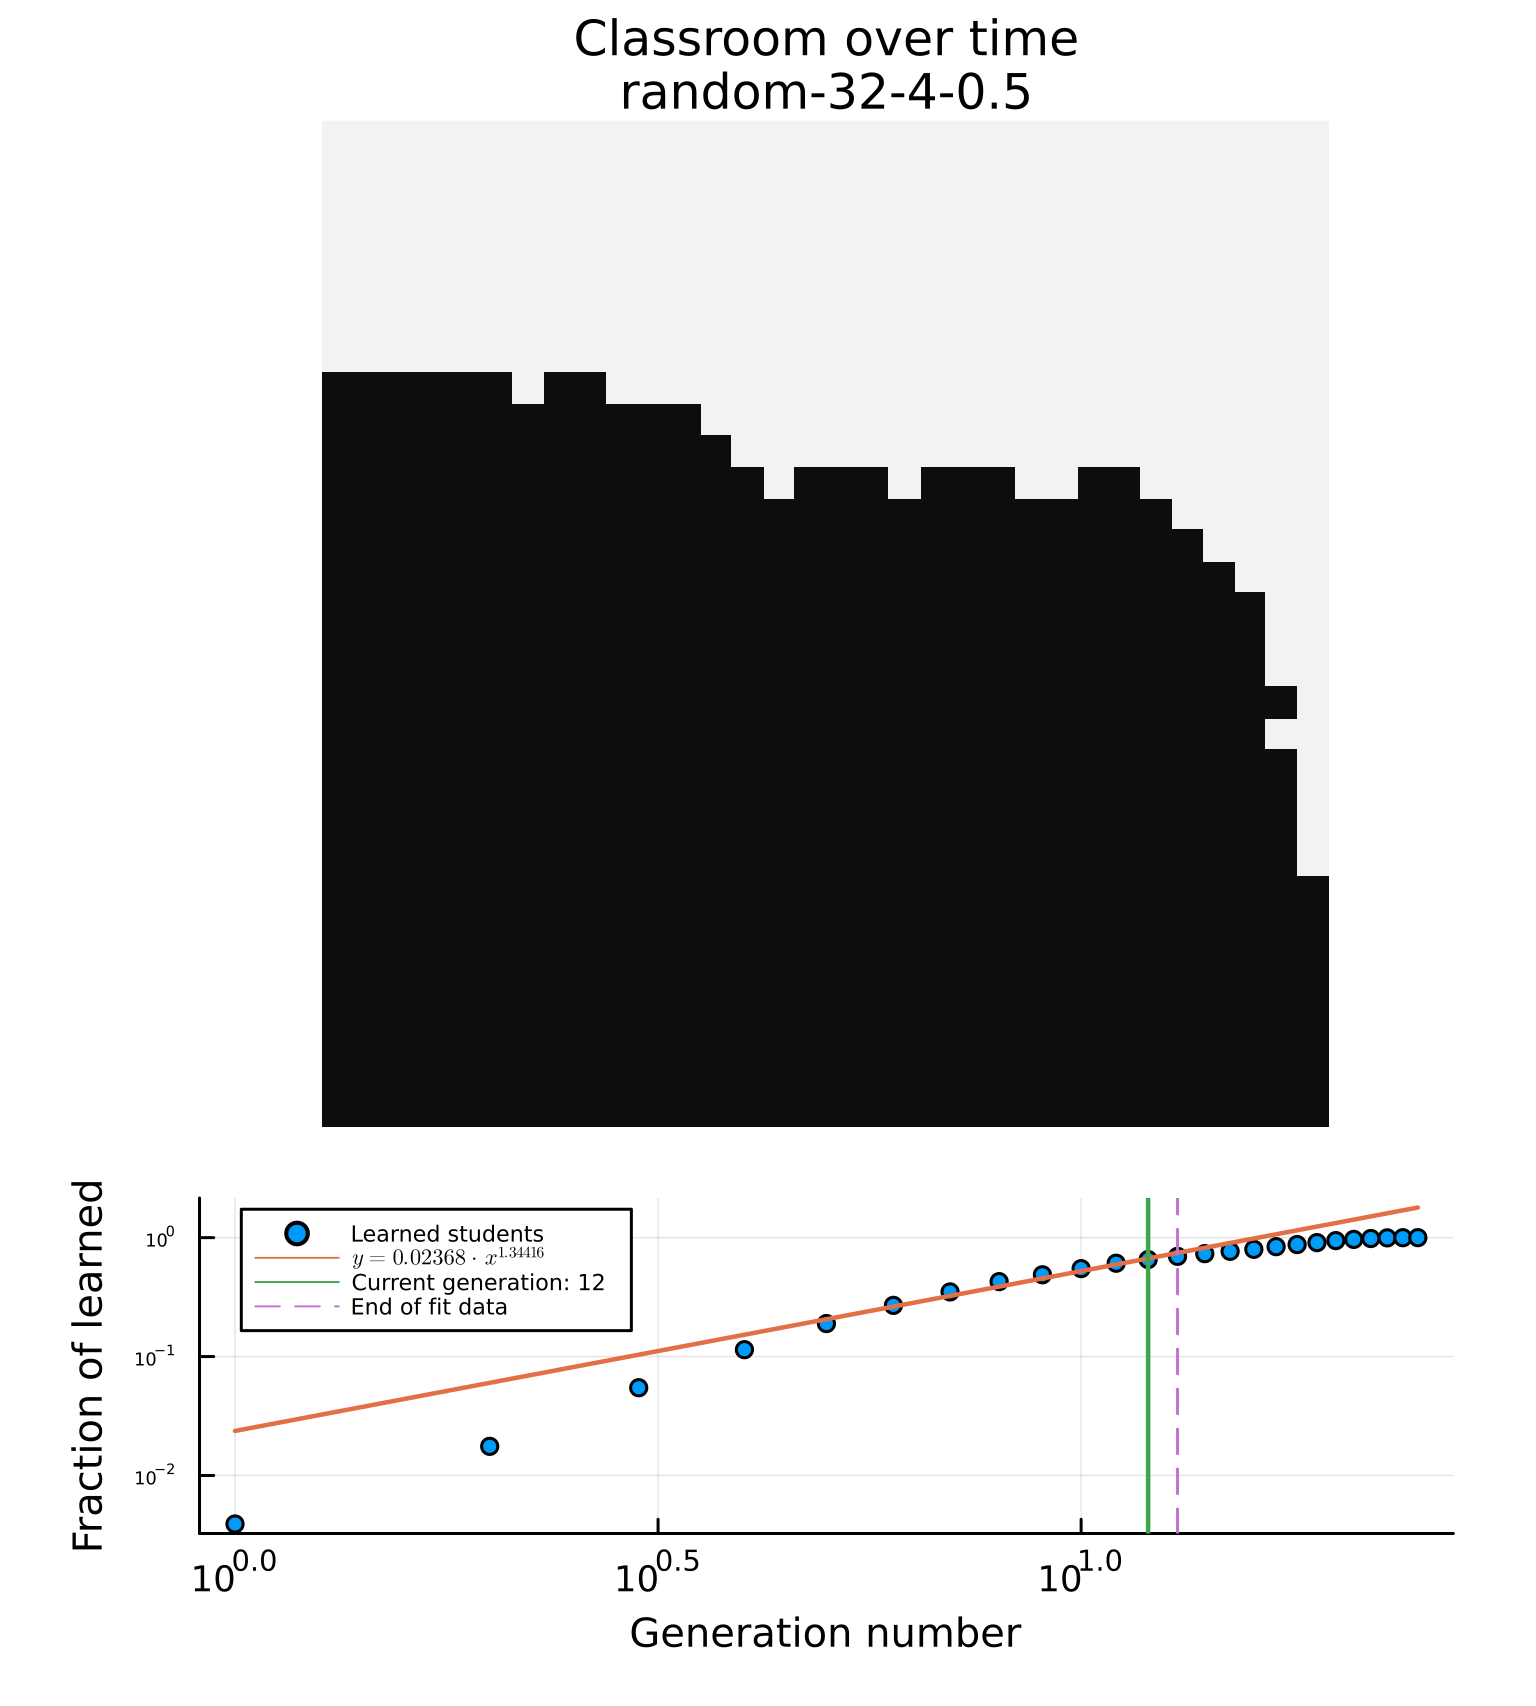 Classroom over time
random-32-4-0.5
Fraction of learned
10⁰
10⁻¹
10⁻²
Learned students
y = 0.02368 · x^1.34416
Current generation: 12
End of fit data
10^0.0
10^0.5
10^1.0
Generation number